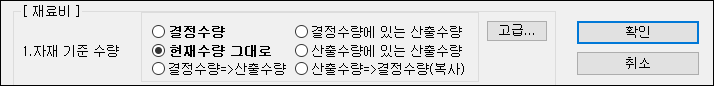 [ 재료비 ]
1.자재 기준 수량
결정수량 결정수량에 있는 산출수량
현재수량 그대로 산출수량에 있는 산출수량
결정수량=>산출수량 산출수량=>결정수량(복사)
고급...
확인
취소